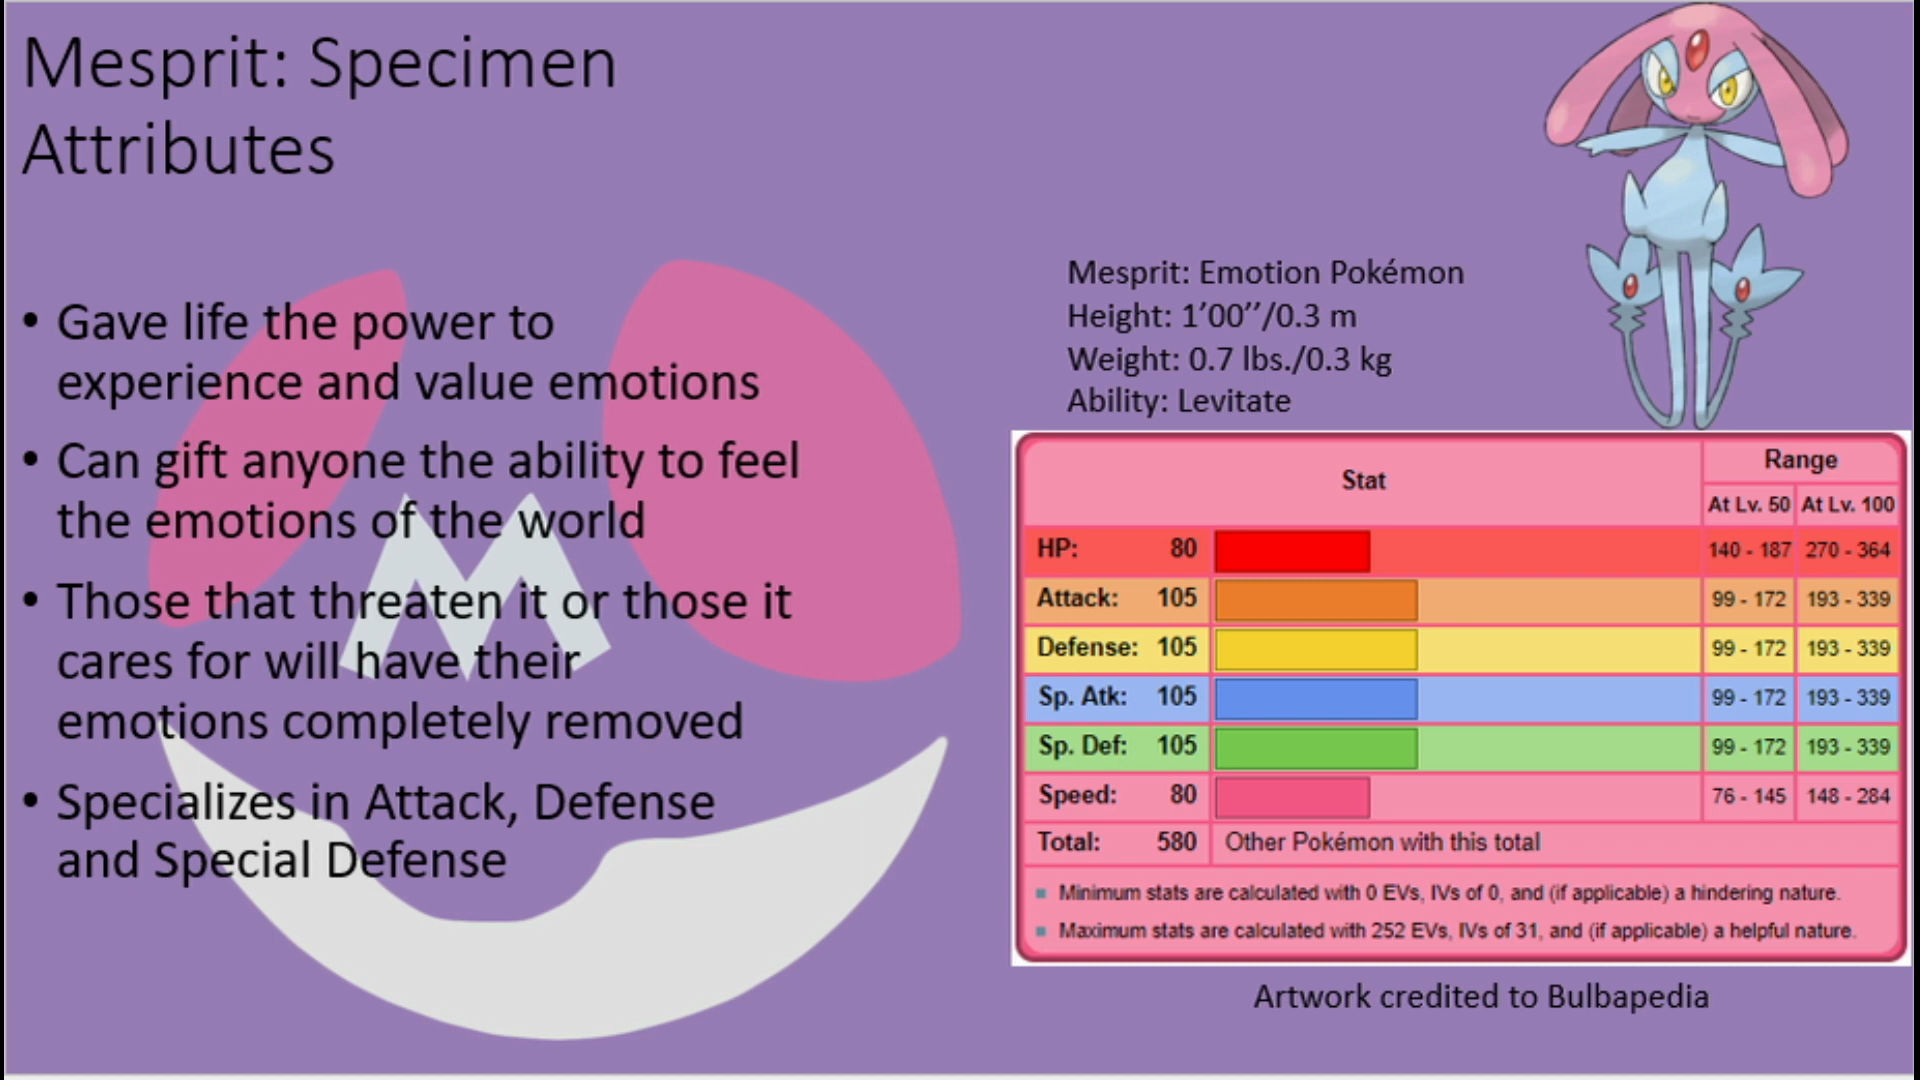 Mesprit: Specimen
Attributes
• Gave life the power to
experience and value emotions
• Can gift anyone the ability to feel
the emotions of the world
• Those that threaten it or those it
cares for will have their
emotions completely removed
• Specializes in Attack, Defense
and Special Defense
M
Mesprit: Emotion Pokémon
Height: 1’00’’/0.3 m
Weight: 0.7 lbs./0.3 kg
Ability: Levitate
Stat Range
At Lv. 50 At Lv. 100
HP: 80 140 - 187 270 - 364
Attack: 105 99 - 172 193 - 339
Defense: 105 99 - 172 193 - 339
Sp. Atk: 105 99 - 172 193 - 339
Sp. Def: 105 99 - 172 193 - 339
Speed: 80 76 - 145 148 - 284
Total: 580 Other Pokémon with this total
Minimum stats are calculated with 0 EVs, IVs of 0, and (if applicable) a hindering nature.
Maximum stats are calculated with 252 EVs, IVs of 31, and (if applicable) a helpful nature.
Artwork credited to Bulbapedia